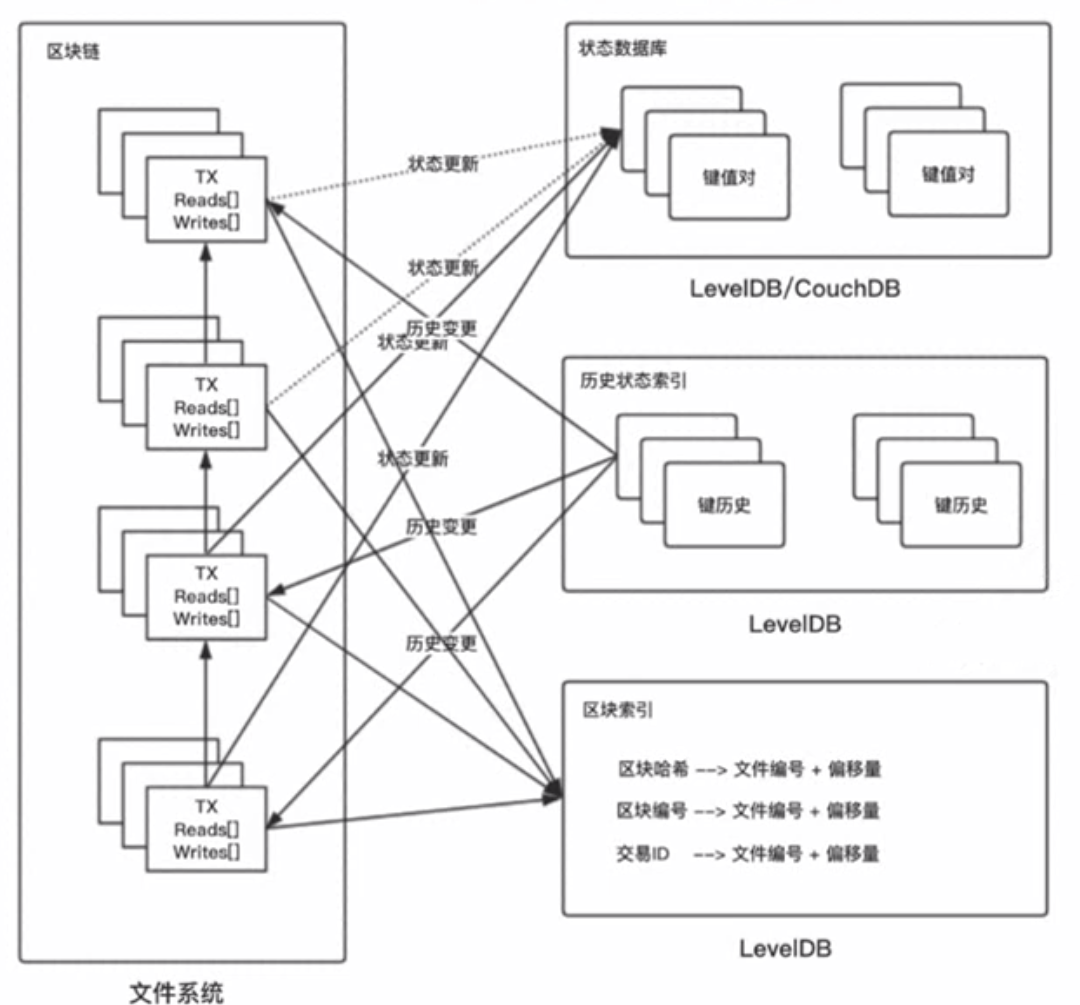 区块链
TX
Reads[]
Writes[]
TX
Reads[]
Writes[]
TX
Reads[]
Writes[]
TX
Reads[]
Writes[]
文件系统
状态更新
状态更新
历史变更
状态更新
状态更新
历史变更
历史变更
状态数据库
键值对
键值对
LevelDB/CouchDB
历史状态索引
键历史
键历史
LevelDB
区块索引
区块哈希 --> 文件编号 + 偏移量
区块编号 --> 文件编号 + 偏移量
交易ID --> 文件编号 + 偏移量
LevelDB